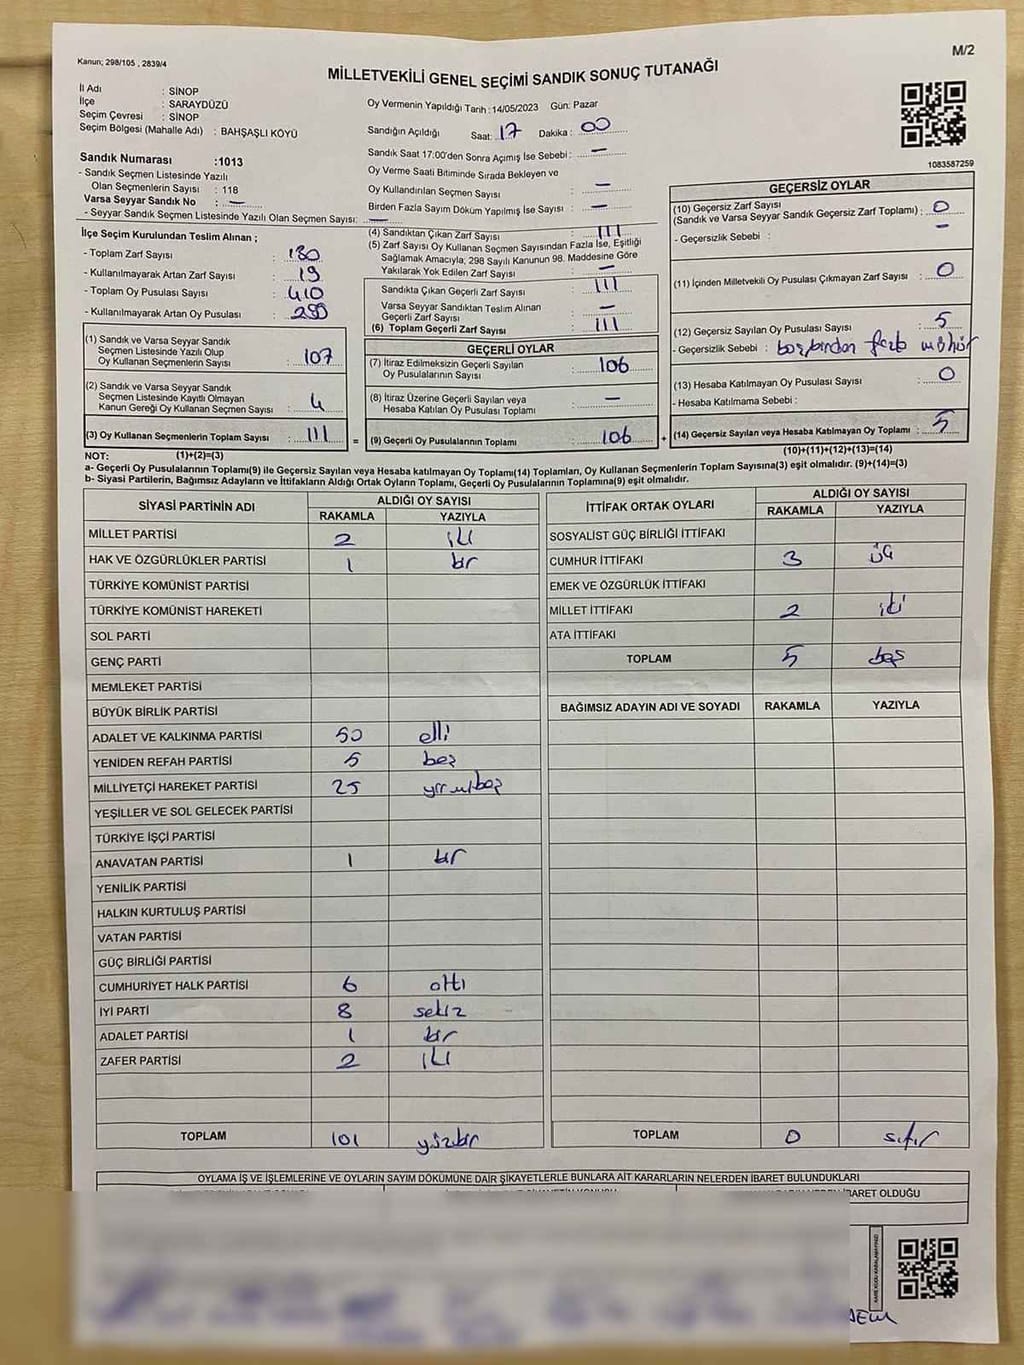 Kanun; 298/105 , 2839/4
M/2
MİLLETVEKİLİ GENEL SEÇİMİ SANDIK SONUÇ TUTANAĞI
İl Adı : SİNOP
İlçe : SARAYDÜZÜ
Seçim Çevresi : SİNOP
Seçim Bölgesi (Mahalle Adı) : BAHŞAŞLI KÖYÜ
Sandık Numarası :1013
- Sandık Seçmen Listesinde Yazılı
Olan Seçmenlerin Sayısı : 118
Varsa Seyyar Sandık No : —
- Seyyar Sandık Seçmen Listesinde Yazılı Olan Seçmen Sayısı: —
Oy Vermenin Yapıldığı Tarih : 14/05/2023 Gün: Pazar
Sandığın Açıldığı Saat: 17 Dakika : 00
Sandık Saat 17:00'den Sonra Açımış İse Sebebi : —
Oy Verme Saati Bitiminde Sırada Bekleyen ve
Oy Kullandırılan Seçmen Sayısı : —
Birden Fazla Sayım Döküm Yapılmış İse Sayısı : —
1083587259
İlçe Seçim Kurulundan Teslim Alınan ;
- Toplam Zarf Sayısı : 130
- Kullanılmayarak Artan Zarf Sayısı : 19
- Toplam Oy Pusulası Sayısı : 410
- Kullanılmayarak Artan Oy Pusulası : 299
(4) Sandıktan Çıkan Zarf Sayısı : 111
(5) Zarf Sayısı Oy Kullanan Seçmen Sayısından Fazla İse, Eşitliği
Sağlamak Amacıyla, 298 Sayılı Kanunun 98. Maddesine Göre
Yakılarak Yok Edilen Zarf Sayısı : —
Sandıkta Çıkan Geçerli Zarf Sayısı : 111
Varsa Seyyar Sandıktan Teslim Alınan
Geçerli Zarf Sayısı : —
(6) Toplam Geçerli Zarf Sayısı : 111
GEÇERSİZ OYLAR
(10) Geçersiz Zarf Sayısı
(Sandık ve Varsa Seyyar Sandık Geçersiz Zarf Toplamı) : 0
- Geçersizlik Sebebi : —
(11) İçinden Milletvekili Oy Pusulası Çıkmayan Zarf Sayısı : 0
(12) Geçersiz Sayılan Oy Pusulası Sayısı : 5
- Geçersizlik Sebebi : fazla mühür
(13) Hesaba Katılmayan Oy Pusulası Sayısı : 0
- Hesaba Katılmama Sebebi :
(14) Geçersiz Sayılan veya Hesaba Katılmayan Oy Toplamı : 5
(10)+(11)+(12)+(13)=(14)
(1) Sandık ve Varsa Seyyar Sandık
Seçmen Listesinde Yazılı Olup
Oy Kullanan Seçmenlerin Sayısı : 107
(2) Sandık ve Varsa Seyyar Sandık
Seçmen Listesinde Kayıtlı Olmayan
Kanun Gereği Oy Kullanan Seçmen Sayısı : 4
(3) Oy Kullanan Seçmenlerin Toplam Sayısı : 111 =
GEÇERLİ OYLAR
(7) İtiraz Edilmeksizin Geçerli Sayılan
Oy Pusulalarının Sayısı : 106
(8) İtiraz Üzerine Geçerli Sayılan veya
Hesaba Katılan Oy Pusulası Toplamı : —
(9) Geçerli Oy Pusulalarının Toplamı : 106 +
NOT: (1)+(2)=(3)
a- Geçerli Oy Pusulalarının Toplamı(9) ile Geçersiz Sayılan veya Hesaba katılmayan Oy Toplamı(14) Toplamları, Oy Kullanan Seçmenlerin Toplam Sayısına(3) eşit olmalıdır. (9)+(14)=(3)
b- Siyasi Partilerin, Bağımsız Adayların ve İttifakların Aldığı Ortak Oyların Toplamı, Geçerli Oy Pusulalarının Toplamına(9) eşit olmalıdır.
SİYASİ PARTİNİN ADI ALDIĞI OY SAYISI
RAKAMLA YAZIYLA
MİLLET PARTİSİ 2 iki
HAK VE ÖZGÜRLÜKLER PARTİSİ 1 bir
TÜRKİYE KOMÜNİST PARTİSİ
TÜRKİYE KOMÜNİST HAREKETİ
SOL PARTİ
GENÇ PARTİ
MEMLEKET PARTİSİ
BÜYÜK BİRLİK PARTİSİ
ADALET VE KALKINMA PARTİSİ 50 elli
YENİDEN REFAH PARTİSİ 5 beş
MİLLİYETÇİ HAREKET PARTİSİ 25 yirmibeş
YEŞİLLER VE SOL GELECEK PARTİSİ
TÜRKİYE İŞÇİ PARTİSİ
ANAVATAN PARTİSİ 1 bir
YENİLİK PARTİSİ
HALKIN KURTULUŞ PARTİSİ
VATAN PARTİSİ
GÜÇ BİRLİĞİ PARTİSİ
CUMHURİYET HALK PARTİSİ 6 altı
İYİ PARTİ 8 sekiz
ADALET PARTİSİ 1 bir
ZAFER PARTİSİ 2 iki
TOPLAM 101 yüzbir
İTTİFAK ORTAK OYLARI ALDIĞI OY SAYISI
RAKAMLA YAZIYLA
SOSYALİST GÜÇ BİRLİĞİ İTTİFAKI
CUMHUR İTTİFAKI 3 üç
EMEK VE ÖZGÜRLÜK İTTİFAKI
MİLLET İTTİFAKI 2 iki
ATA İTTİFAKI
TOPLAM 5 beş
BAĞIMSIZ ADAYIN ADI VE SOYADI RAKAMLA YAZIYLA
TOPLAM 0 sıfır
OYLAMA İŞ VE İŞLEMLERİNE VE OYLARIN SAYIM DÖKÜMÜNE DAİR ŞİKAYETLERLE BUNLARA AİT KARARLARIN NELERDEN İBARET BULUNDUKLARI
İBARET OLDUĞU